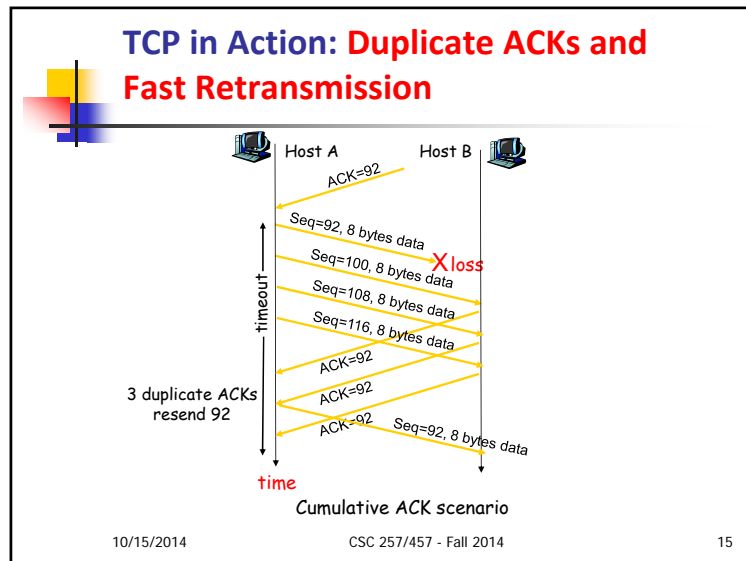 TCP in Action: Duplicate ACKs and
Fast Retransmission
Host A
Host B
ACK=92
Seq=92, 8 bytes data
X loss
Seq=100, 8 bytes data
Seq=108, 8 bytes data
Seq=116, 8 bytes data
timeout
ACK=92
ACK=92
3 duplicate ACKs
resend 92
ACK=92
Seq=92, 8 bytes data
time
Cumulative ACK scenario
10/15/2014
CSC 257/457 - Fall 2014
15